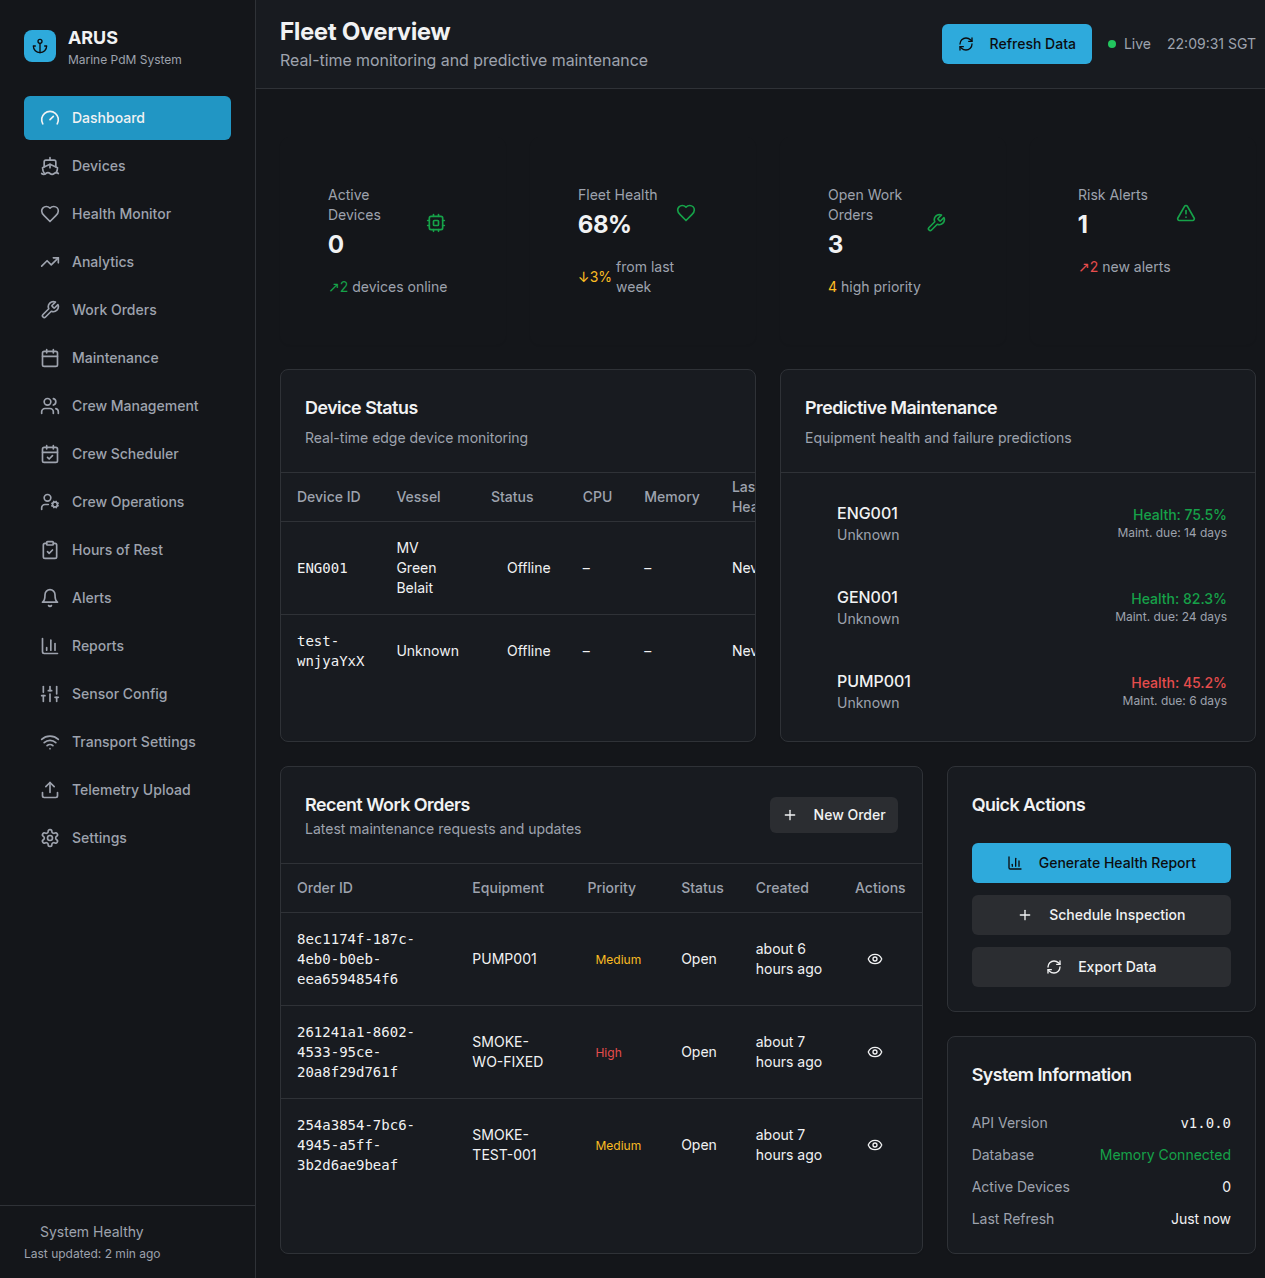 ARUS
Marine PdM System
Dashboard
Devices
Health Monitor
Analytics
Work Orders
Maintenance
Crew Management
Crew Scheduler
Crew Operations
Hours of Rest
Alerts
Reports
Sensor Config
Transport Settings
Telemetry Upload
Settings
System Healthy
Last updated: 2 min ago
Fleet Overview
Real-time monitoring and predictive maintenance
Refresh Data
Live
22:09:31 SGT
Active
Devices
0
↗2 devices online
Fleet Health
68%
↓3% from last
week
Open Work
Orders
3
4 high priority
Risk Alerts
1
↗2 new alerts
Device Status
Real-time edge device monitoring
Device ID Vessel Status CPU Memory Las
Hea
ENG001 MV
Green
Belait Offline – – Nev
test-
wnjyaYxX Unknown Offline – – Nev
Predictive Maintenance
Equipment health and failure predictions
ENG001
Unknown
Health: 75.5%
Maint. due: 14 days
GEN001
Unknown
Health: 82.3%
Maint. due: 24 days
PUMP001
Unknown
Health: 45.2%
Maint. due: 6 days
Recent Work Orders
Latest maintenance requests and updates
New Order
Order ID Equipment Priority Status Created Actions
8ec1174f-187c-
4eb0-b0eb-
eea6594854f6
PUMP001
Medium
Open
about 6
hours ago
261241a1-8602-
4533-95ce-
20a8f29d761f
SMOKE-
WO-FIXED
High
Open
about 7
hours ago
254a3854-7bc6-
4945-a5ff-
3b2d6ae9beaf
SMOKE-
TEST-001
Medium
Open
about 7
hours ago
Quick Actions
Generate Health Report
Schedule Inspection
Export Data
System Information
API Version v1.0.0
Database Memory Connected
Active Devices 0
Last Refresh Just now